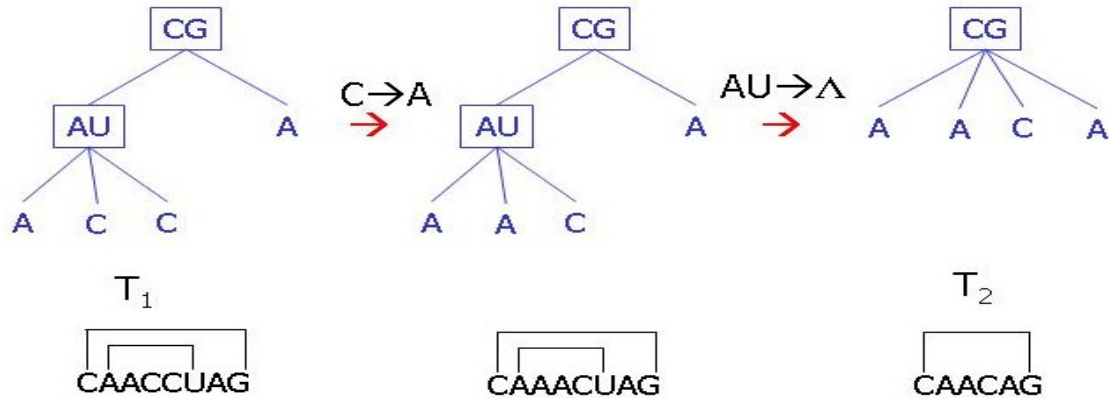 CG CG CG
C→A AU→Λ
AU A AU A A A C A
A C C A A C
T₁ T₂
CAACCUAG CAAACUAG CAACAG